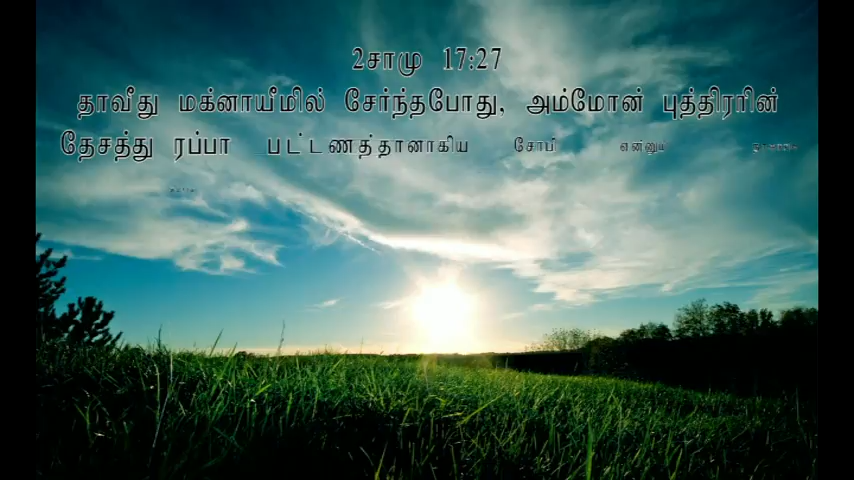 2சாமு 17:27
தாவீது மக்னாயீமில் சேர்ந்தபோது, அம்மோன் புத்திரரின்
தேசத்து ரப்பா பட்டணத்தானாகிய சோபி என்னும்